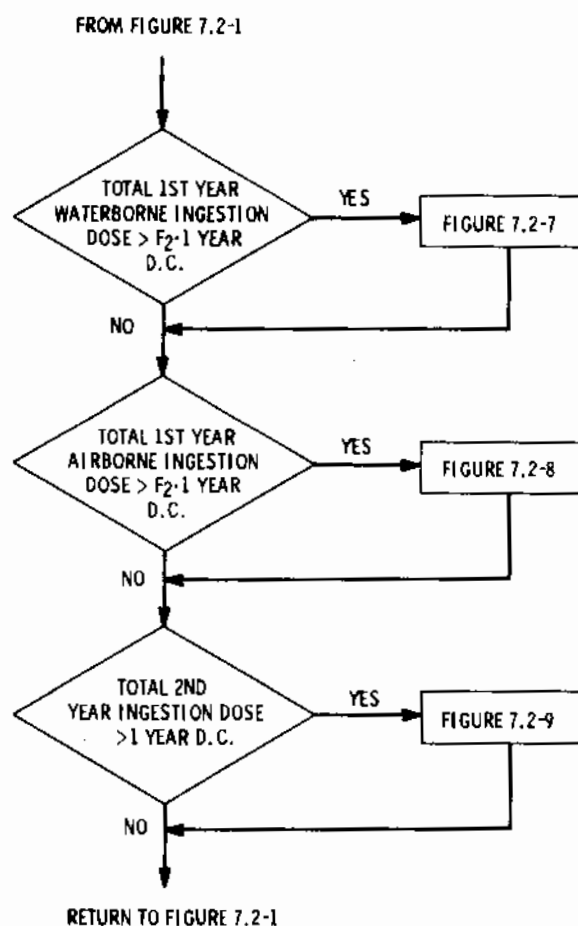 FROM FIGURE 7.2-1
TOTAL 1ST YEAR
WATERBORNE INGESTION
DOSE > F₂·1 YEAR
D.C.
YES
FIGURE 7.2-7
NO
TOTAL 1ST YEAR
AIRBORNE INGESTION
DOSE > F₂·1 YEAR
D.C.
YES
FIGURE 7.2-8
NO
TOTAL 2ND
YEAR INGESTION DOSE
>1 YEAR D.C.
YES
FIGURE 7.2-9
NO
RETURN TO FIGURE 7.2-1